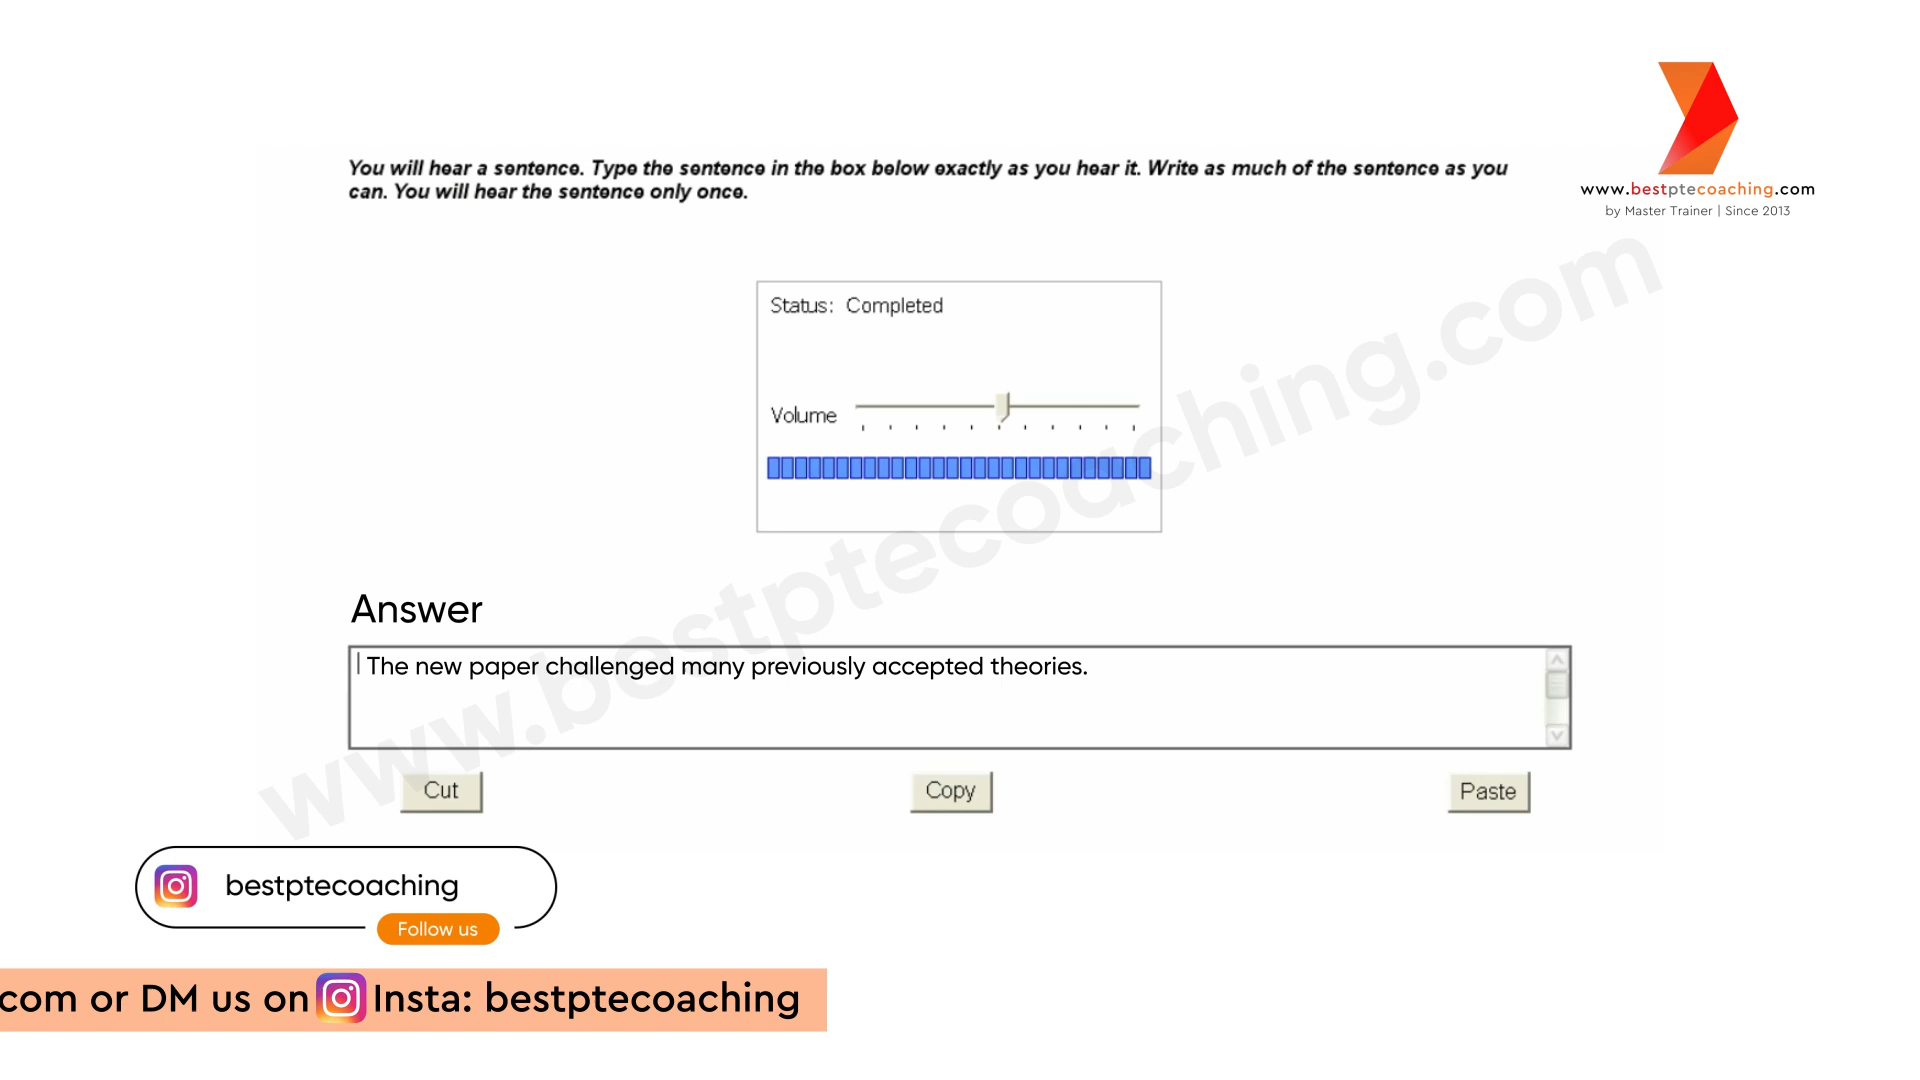 You will hear a sentence. Type the sentence in the box below exactly as you hear it. Write as much of the sentence as you
can. You will hear the sentence only once.
www.bestptecoaching.com
by Master Trainer | Since 2013
Status: Completed
Volume
www.bestptecoaching.com
Answer
The new paper challenged many previously accepted theories.
Cut
Copy
Paste
bestptecoaching
Follow us
com or DM us on Insta: bestptecoaching